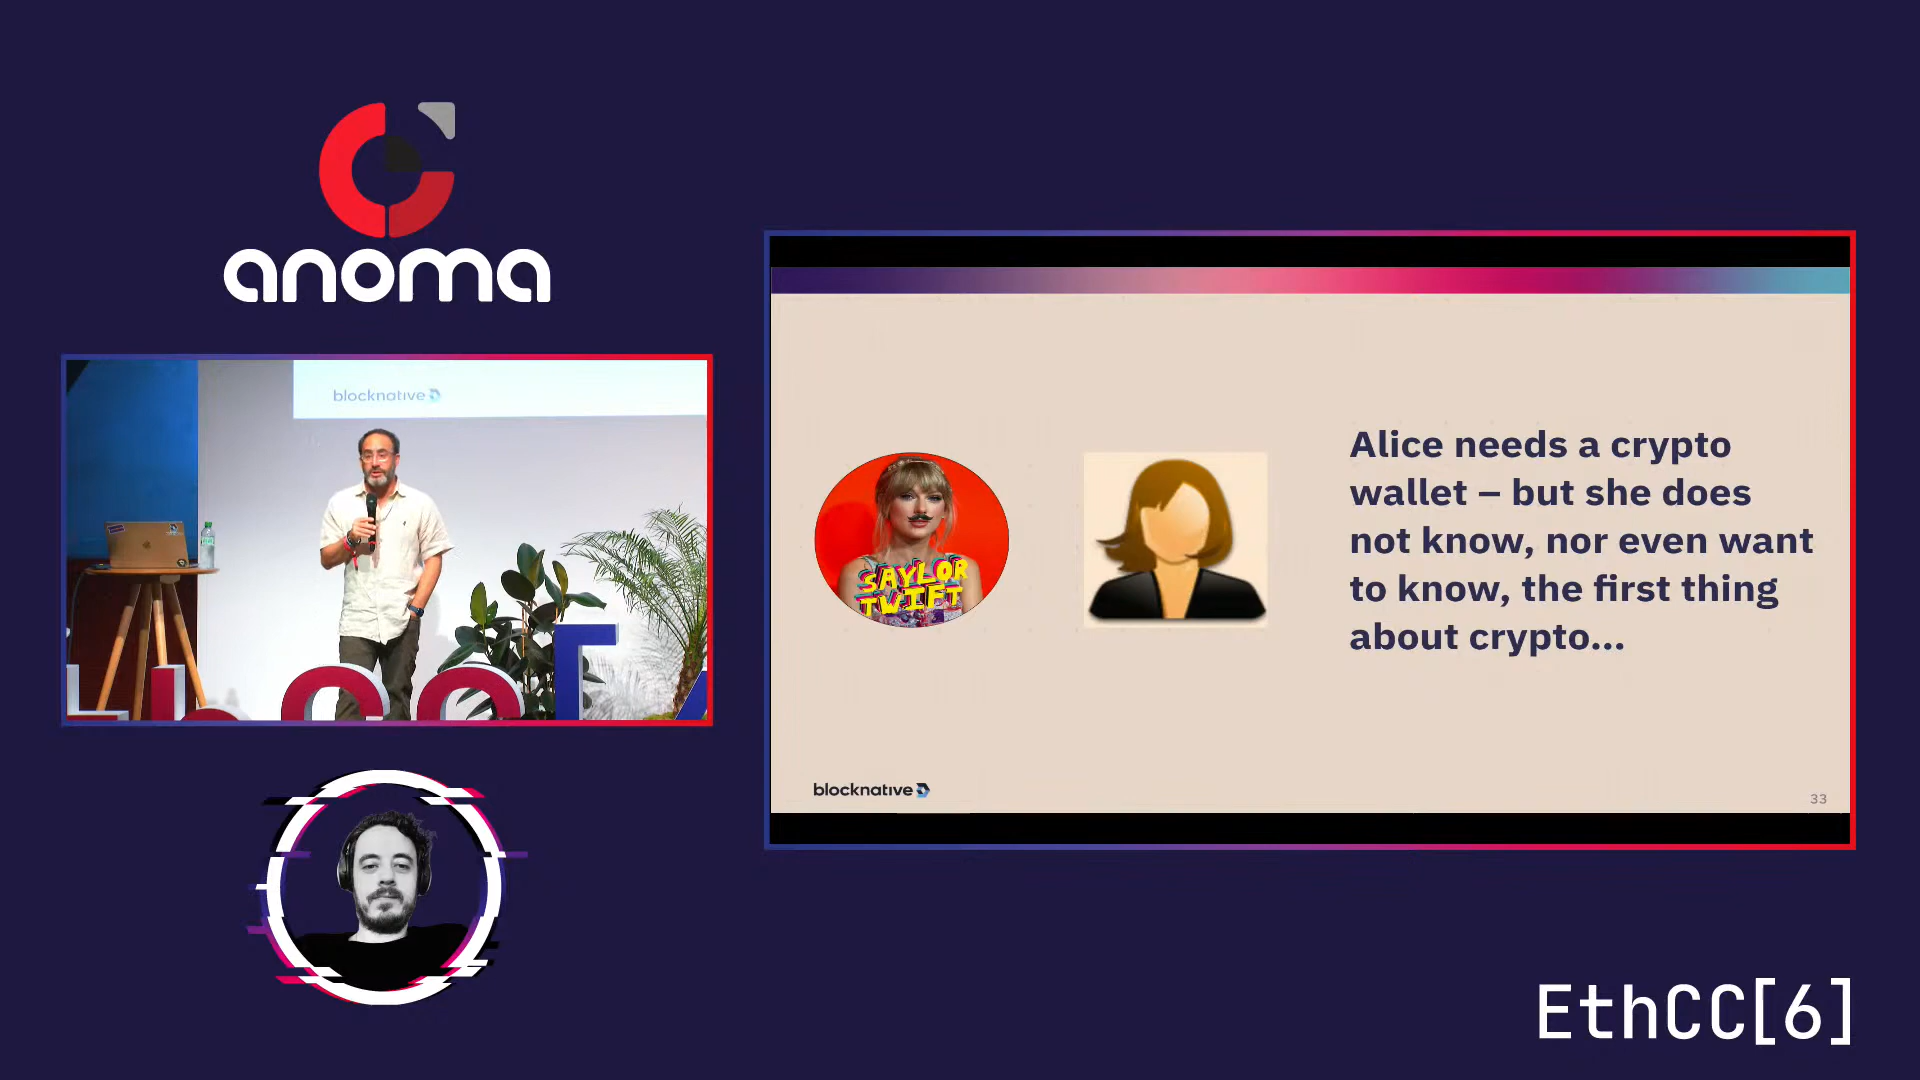 anoma
blocknative
SAYLOR
TWIFT
Alice needs a crypto
wallet – but she does
not know, nor even want
to know, the first thing
about crypto...
blocknative
33
EthCC[6]